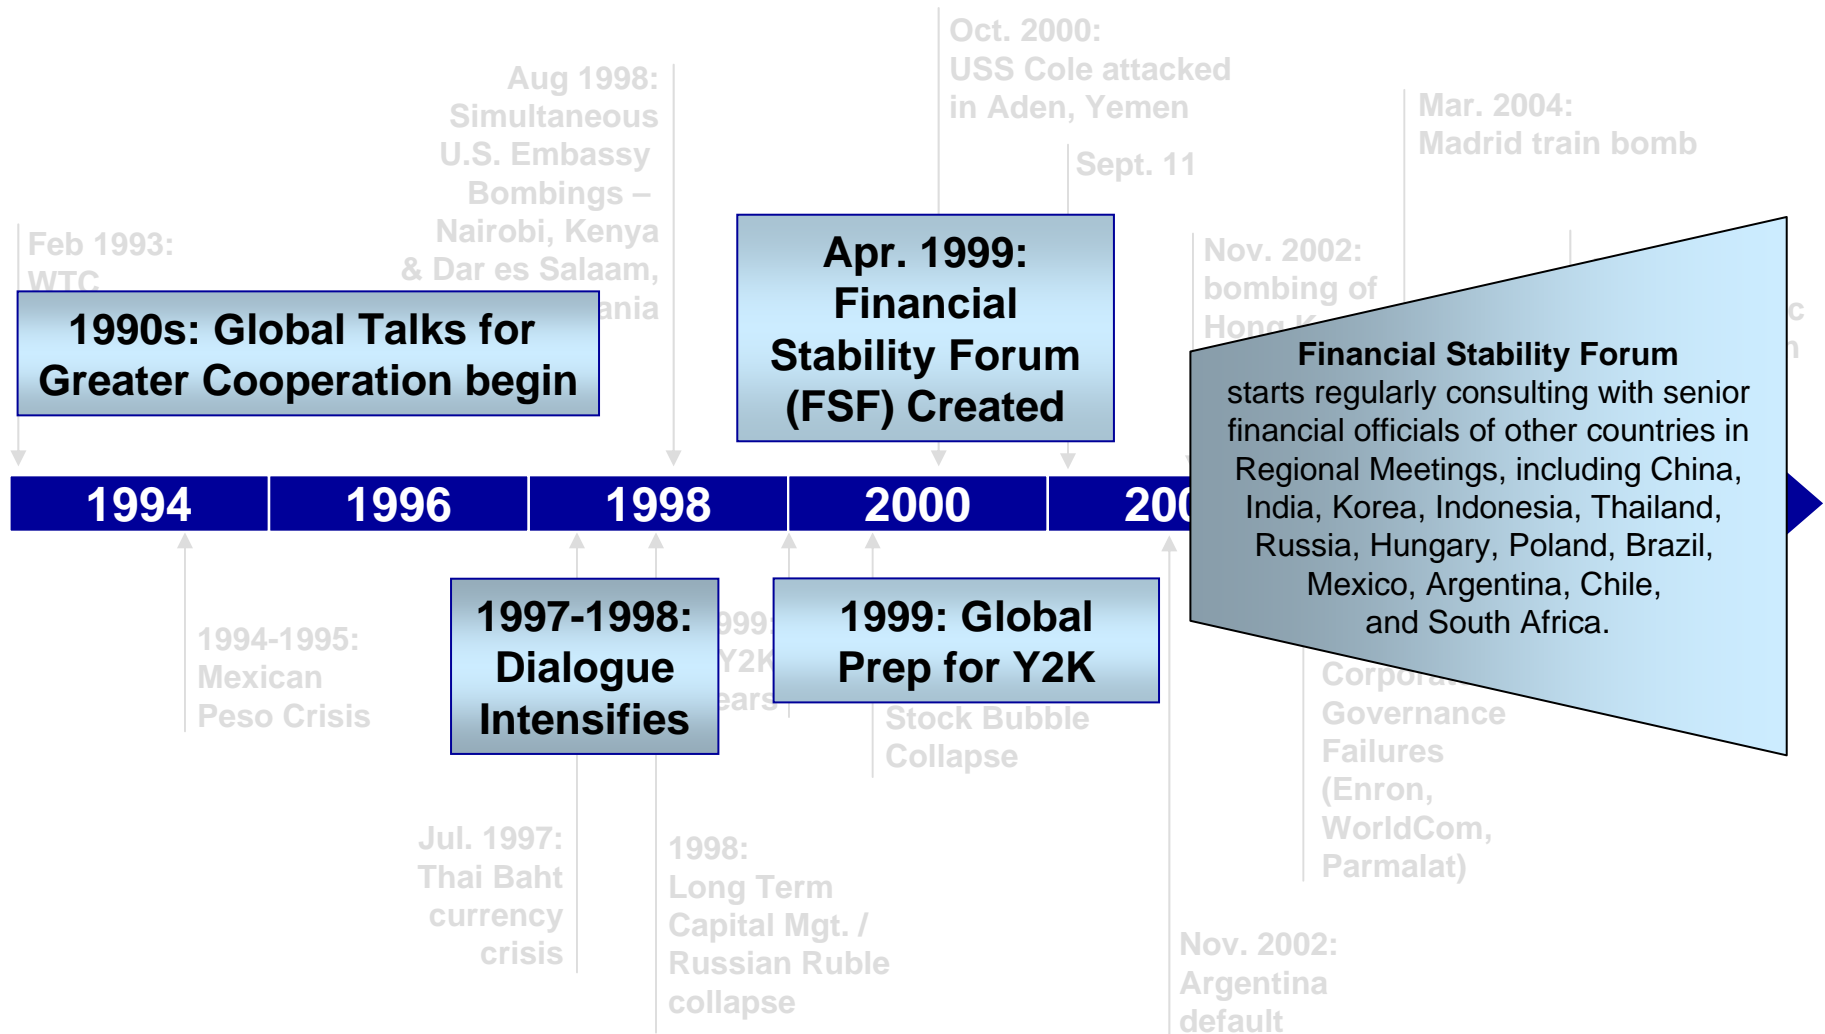 Oct. 2000:
USS Cole attacked
in Aden, Yemen
Aug 1998:
Simultaneous
U.S. Embassy
Bombings –
Nairobi, Kenya
& Dar es Salaam,
Mar. 2004:
Madrid train bomb
Sept. 11
Feb 1993:
WTC
Nov. 2002:
bombing of
Hong
1990s: Global Talks for
Greater Cooperation begin
Apr. 1999:
Financial
Stability Forum
(FSF) Created
Financial Stability Forum
starts regularly consulting with senior
financial officials of other countries in
Regional Meetings, including China,
India, Korea, Indonesia, Thailand,
Russia, Hungary, Poland, Brazil,
Mexico, Argentina, Chile,
and South Africa.
1994
1996
1998
2000
1994-1995:
Mexican
Peso Crisis
1997-1998:
Dialogue
Intensifies
1999: Global
Prep for Y2K
Stock Bubble
Collapse
Governance
Failures
(Enron,
WorldCom,
Parmalat)
Jul. 1997:
Thai Baht
currency
crisis
1998:
Long Term
Capital Mgt. /
Russian Ruble
collapse
Nov. 2002:
Argentina
default